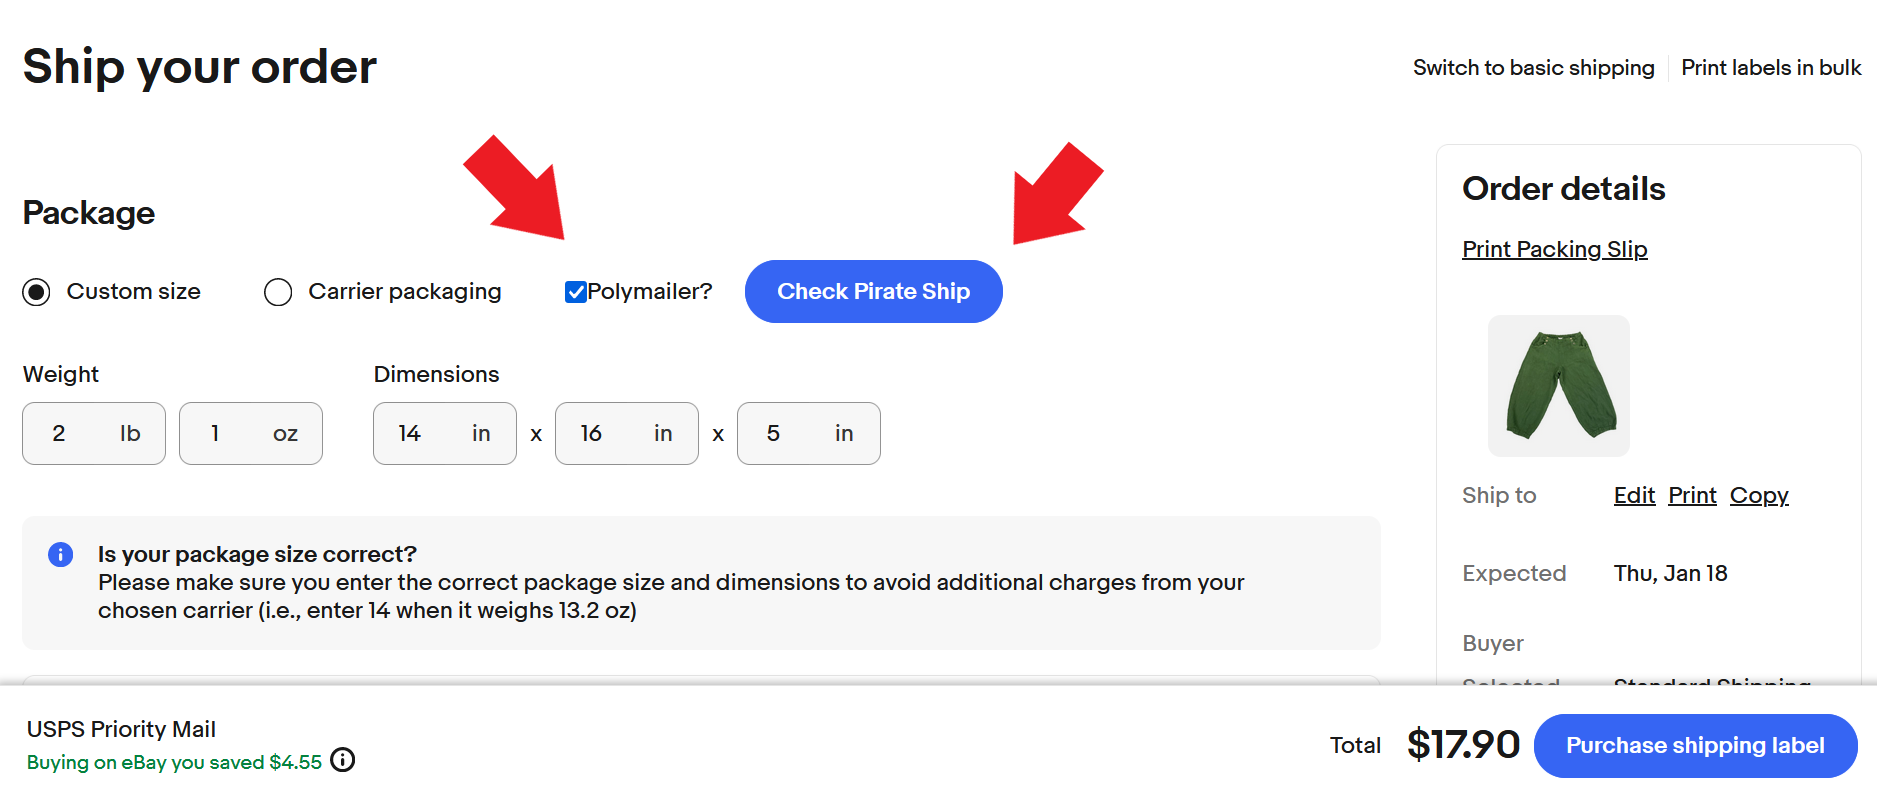 Ship your order
Switch to basic shipping
Print labels in bulk
Package
Custom size
Carrier packaging
Polymailer?
Check Pirate Ship
Weight
Dimensions
2 lb
1 oz
14 in x 16 in x 5 in
Is your package size correct?
Please make sure you enter the correct package size and dimensions to avoid additional charges from your
chosen carrier (i.e., enter 14 when it weighs 13.2 oz)
Order details
Print Packing Slip
Ship to Edit Print Copy
Expected Thu, Jan 18
Buyer
Selected Standard Shipping
USPS Priority Mail
Buying on eBay you saved $4.55
Total $17.90
Purchase shipping label